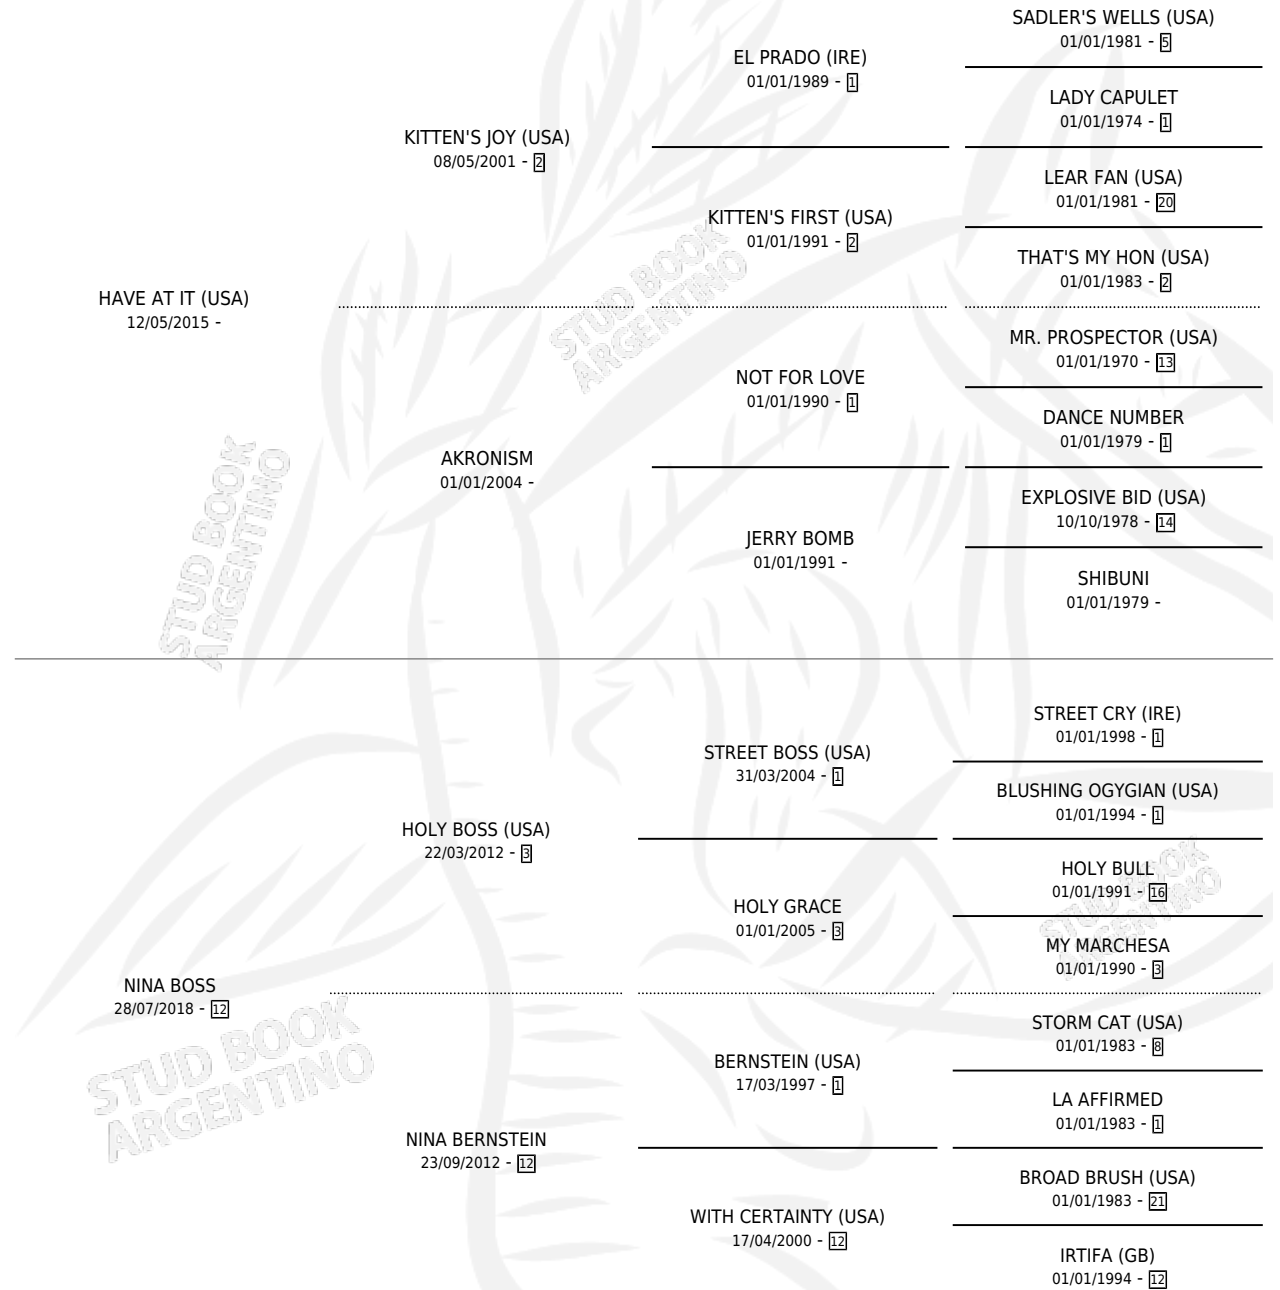 SADLER'S WELLS (USA)
01/01/1981 - 5
EL PRADO (IRE)
01/01/1989 - 1
LADY CAPULET
01/01/1974 - 1
KITTEN'S JOY (USA)
08/05/2001 - 2
LEAR FAN (USA)
01/01/1981 - 20
KITTEN'S FIRST (USA)
01/01/1991 - 2
THAT'S MY HON (USA)
01/01/1983 - 2
HAVE AT IT (USA)
12/05/2015 -
STUD BOOK
ARGENTINO
MR. PROSPECTOR (USA)
01/01/1970 - 13
NOT FOR LOVE
01/01/1990 - 1
DANCE NUMBER
01/01/1979 - 1
AKRONISM
01/01/2004 -
EXPLOSIVE BID (USA)
10/10/1978 - 14
JERRY BOMB
01/01/1991 -
SHIBUNI
01/01/1979 -
STUD BOOK
ARGENTINO
STREET CRY (IRE)
01/01/1998 - 1
STREET BOSS (USA)
31/03/2004 - 1
BLUSHING OGYGIAN (USA)
01/01/1994 - 1
HOLY BOSS (USA)
22/03/2012 - 3
HOLY BULL
01/01/1991 - 16
HOLY GRACE
01/01/2005 - 3
MY MARCHESA
01/01/1990 - 3
STUD BOOK
ARGENTINO
NINA BOSS
28/07/2018 - 12
STORM CAT (USA)
01/01/1983 - 8
BERNSTEIN (USA)
17/03/1997 - 1
LA AFFIRMED
01/01/1983 - 1
STUD BOOK
ARGENTINO
NINA BERNSTEIN
23/09/2012 - 12
BROAD BRUSH (USA)
01/01/1983 - 21
WITH CERTAINTY (USA)
17/04/2000 - 12
IRTIFA (GB)
01/01/1994 - 12